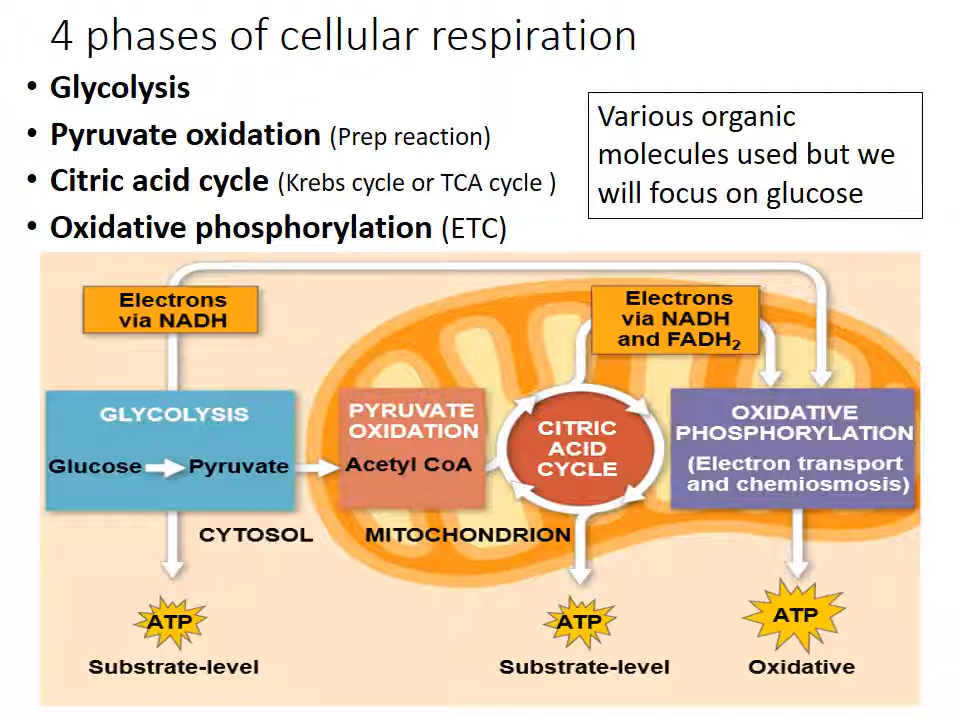 4 phases of cellular respiration
• Glycolysis
• Pyruvate oxidation (Prep reaction)
• Citric acid cycle (Krebs cycle or TCA cycle )
• Oxidative phosphorylation (ETC)
Various organic
molecules used but we
will focus on glucose
Electrons
via NADH
Electrons
via NADH
and FADH₂
GLYCOLYSIS
Glucose Pyruvate
PYRUVATE
OXIDATION
Acetyl CoA
CITRIC
ACID
CYCLE
OXIDATIVE
PHOSPHORYLATION
(Electron transport
and chemiosmosis)
CYTOSOL
MITOCHONDRION
ATP
Substrate-level
ATP
Substrate-level
ATP
Oxidative